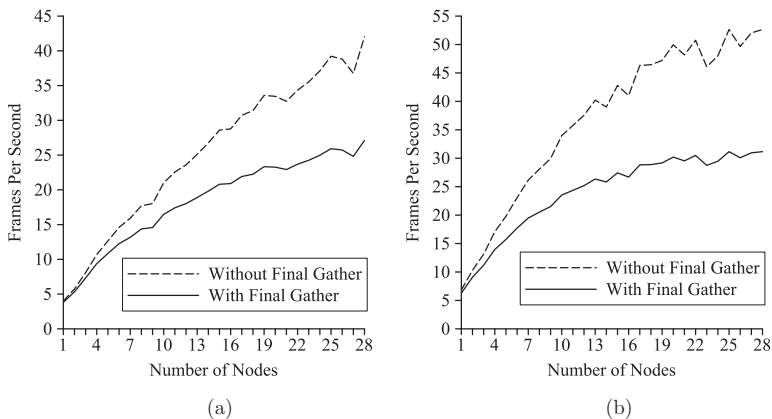 45
40
35
30
25
20
15
10
5
0
Frames Per Second
1 4 7 10 13 16 19 22 25 28
Number of Nodes
Without Final Gather
With Final Gather
(a)
55
50
45
40
35
30
25
20
15
10
5
0
Frames Per Second
1 4 7 10 13 16 19 22 25 28
Number of Nodes
Without Final Gather
With Final Gather
(b)